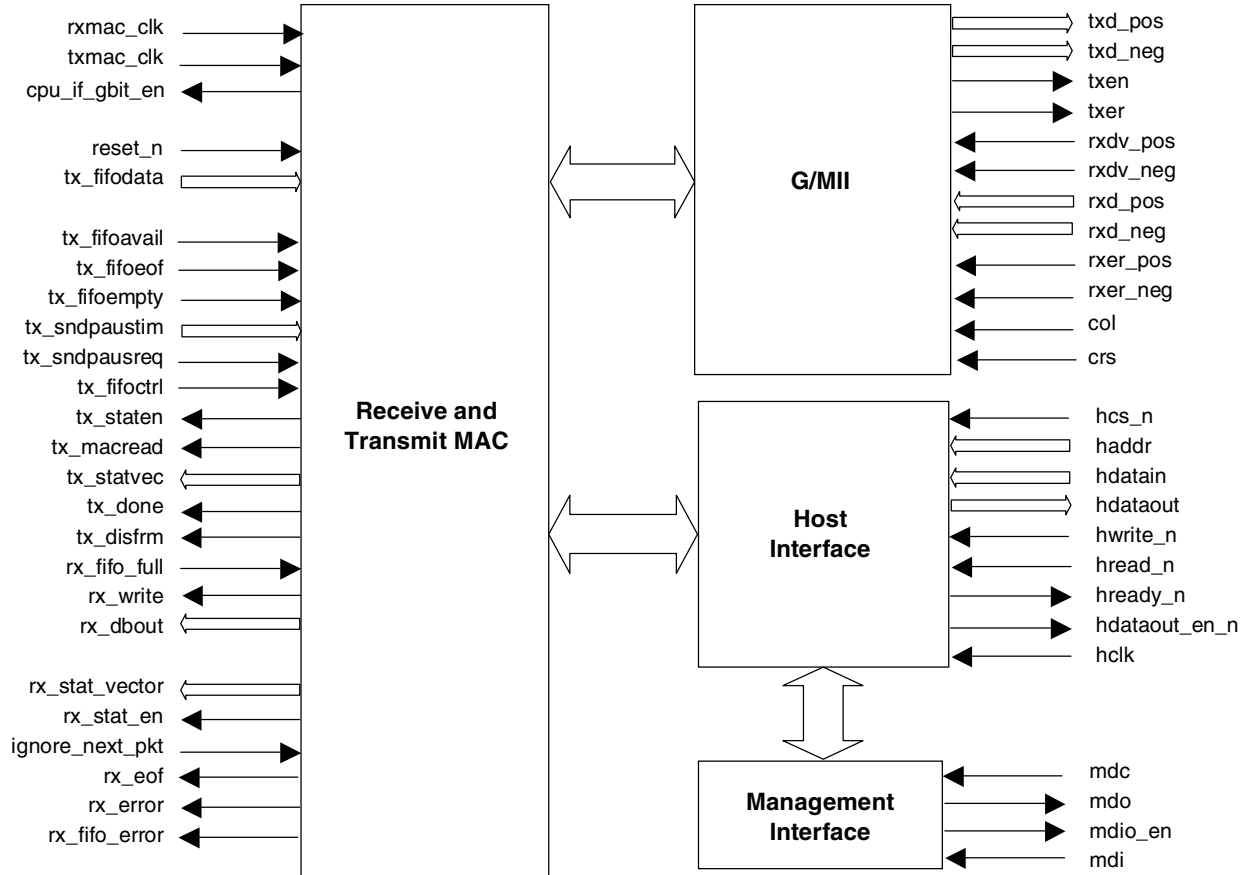 rxmac_clk
txmac_clk
cpu_if_gbit_en
reset_n
tx_fifodata
tx_fifoavail
tx_fifoeof
tx_fifoempty
tx_sndpaustim
tx_sndpausreq
tx_fifoctrl
tx_staten
tx_macread
tx_statvec
tx_done
tx_disfrm
rx_fifo_full
rx_write
rx_dbout
rx_stat_vector
rx_stat_en
ignore_next_pkt
rx_eof
rx_error
rx_fifo_error
Receive and
Transmit MAC
G/MII
txd_pos
txd_neg
txen
txer
rxdv_pos
rxdv_neg
rxd_pos
rxd_neg
rxer_pos
rxer_neg
col
crs
Host
Interface
hcs_n
haddr
hdatain
hdataout
hwrite_n
hread_n
hready_n
hdataout_en_n
hclk
Management
Interface
mdc
mdo
mdio_en
mdi